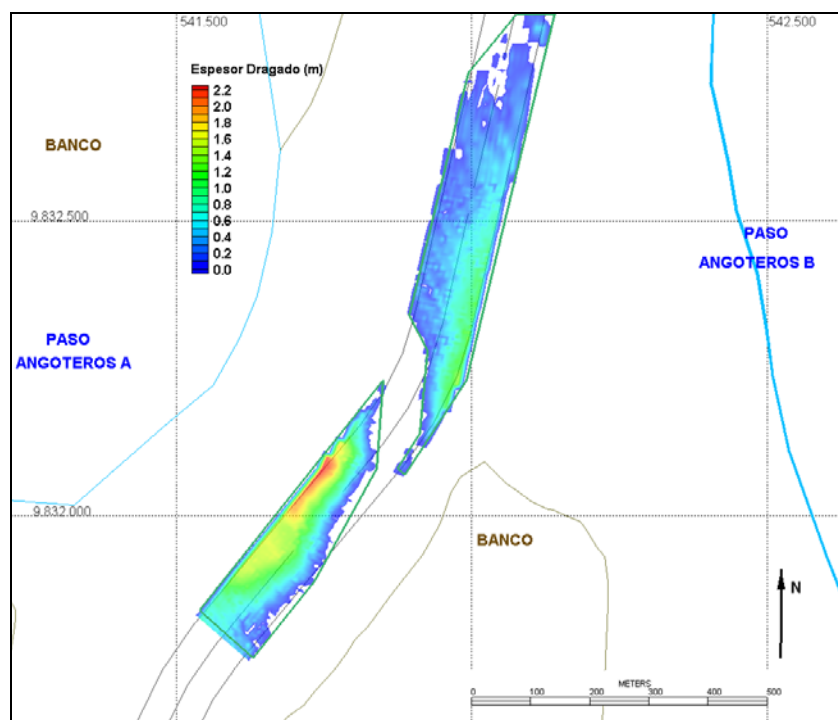 541.500
542.500
Espesor Dragado (m)
2.2
2.0
1.8
1.6
1.4
1.2
1.0
0.8
0.6
0.4
0.2
0.0
BANCO
9.832.500
PASO
ANGOTEROS B
PASO
ANGOTEROS A
9.832.000
BANCO
N
METERS
0 100 200 300 400 500